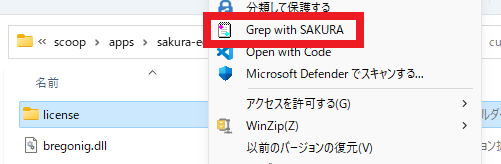 分類して保護する
Grep with SAKURA
scoop > apps > sakura-e
Open with Code
Microsoft Defender でスキャンする...
名前
アクセスを許可する(G)
license
WinZip(Z)
bregonig.dll
以前のバージョンの復元(V)